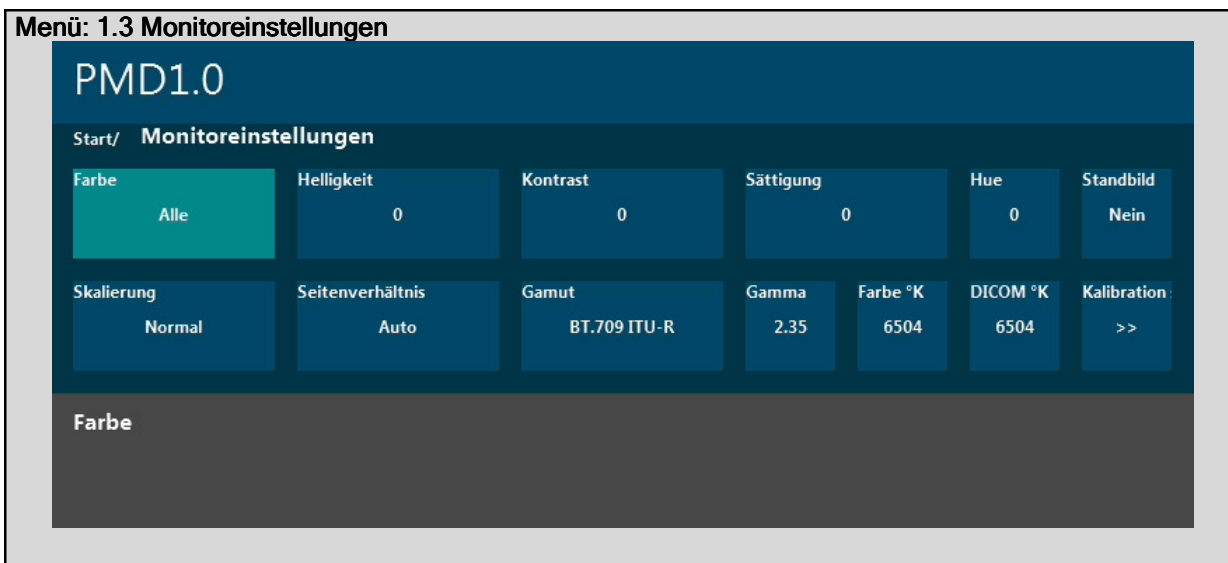 Menü: 1.3 Monitoreinstellungen
PMD1.0
Start/ Monitoreinstellungen
Farbe Helligkeit Kontrast Sättigung Hue Standbild
Alle 0 0 0 0 Nein
Skalierung Seitenverhältnis Gamut Gamma Farbe °K DICOM °K Kalibration
Normal Auto BT.709 ITU-R 2.35 6504 6504 >>
Farbe